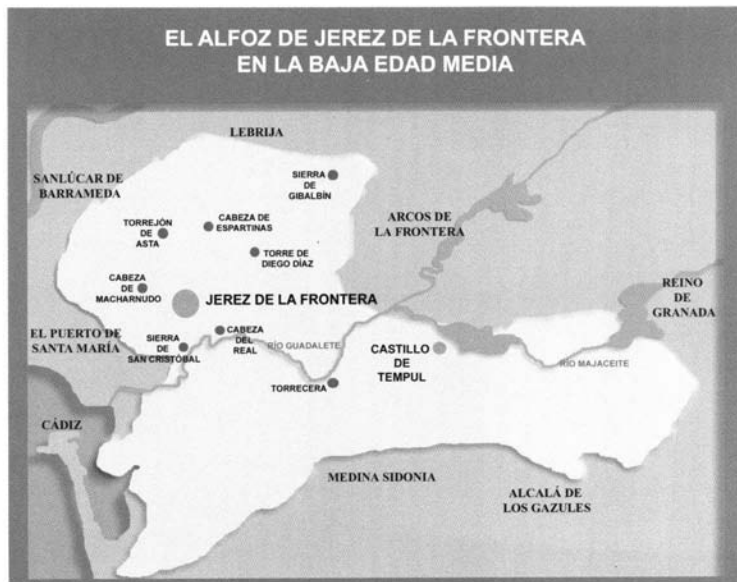 EL ALFOZ DE JEREZ DE LA FRONTERA
EN LA BAJA EDAD MEDIA
LEBRIJA
SANLÚCAR DE
BARRAMEDA
SIERRA
DE
GIBALBÍN
TORREJÓN
DE
ASTA
CABEZA DE
ESPARTINAS
ARCOS DE
LA FRONTERA
TORRE DE
DIEGO DÍAZ
CABEZA
DE
MACHARNUDO
JEREZ DE LA FRONTERA
REINO
DE
GRANADA
EL PUERTO DE
SANTA MARÍA
SIERRA
DE
SAN CRISTÓBAL
CABEZA
DEL
REAL
RÍO GUADALETE
CASTILLO
DE
TEMPUL
RÍO MAJACEITE
TORRECERA
CÁDIZ
MEDINA SIDONIA
ALCALÁ DE
LOS GAZULES